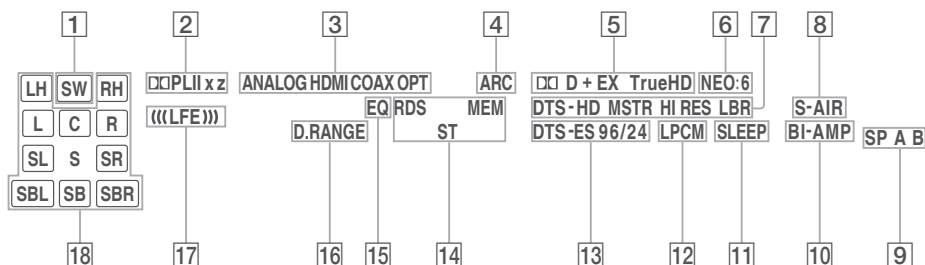 1 2 3 4 5 6 7 8
LH SW RH
L C R
SL S SR
SBL SB SBR
PLII x z
(((LFE)))
ANALOG HDMI COAX OPT
ARC
EQ
RDS MEM
ST
D.RANGE
D + EX TrueHD
NEO:6
DTS-HD MSTR HI RES LBR
DTS-ES 96/24
LPCM
SLEEP
S-AIR
BI-AMP
SP A B
18 17 16 15 14 13 12 11 10 9